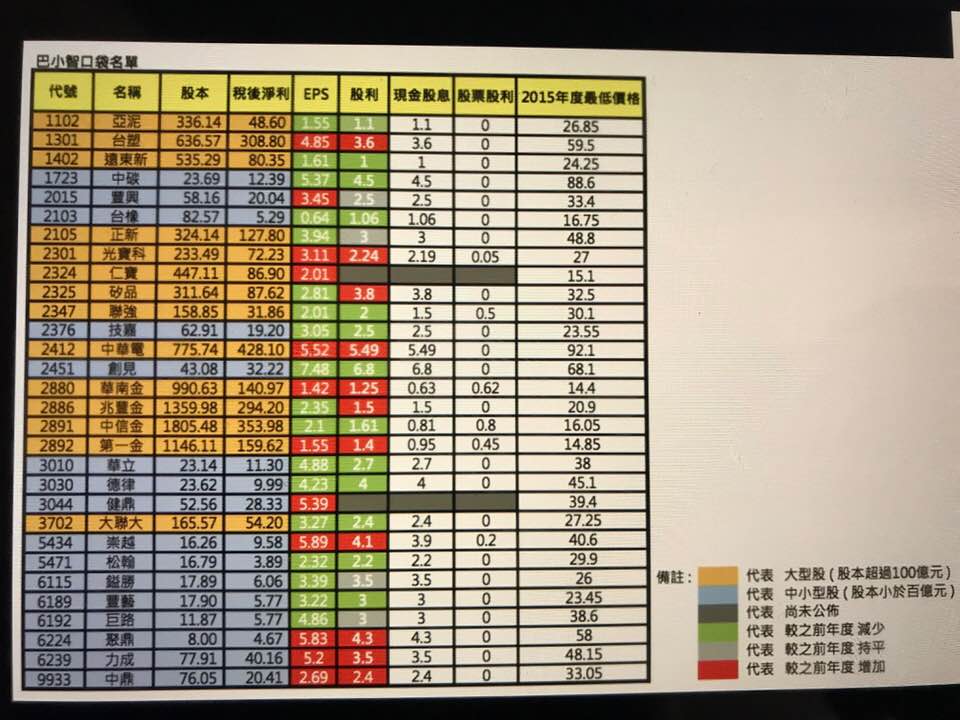 巴小智口袋名單
代號 名稱 股本 稅後淨利 EPS 股利 現金股息 股票股利 2015年度最低價格
1102 亞泥 336.14 48.60 1.55 1.1 1.1 0 26.85
1301 台塑 636.57 308.80 4.85 3.6 3.6 0 59.5
1402 遠東新 535.29 80.35 1.61 1 1 0 24.25
1723 中碳 23.69 12.39 5.37 4.5 4.5 0 88.6
2015 豐興 58.16 20.04 3.45 2.5 2.5 0 33.4
2103 台橡 82.57 5.29 0.64 1.06 1.06 0 16.75
2105 正新 324.14 127.80 3.94 3 3 0 48.8
2301 光寶科 233.49 72.23 3.11 2.24 2.19 0.05 27
2324 仁寶 447.11 86.90 2.01 15.1
2325 矽品 311.64 87.62 2.81 3.8 3.8 0 32.5
2347 聯強 158.85 31.86 2.01 2 1.5 0.5 30.1
2376 技嘉 62.91 19.20 3.05 2.5 2.5 0 23.55
2412 中華電 775.74 428.10 5.52 5.49 5.49 0 92.1
2451 創見 43.08 32.22 7.48 6.8 6.8 0 68.1
2880 華南金 990.63 140.97 1.42 1.25 0.63 0.62 14.4
2886 兆豐金 1359.98 294.20 2.35 1.5 1.5 0 20.9
2891 中信金 1805.48 353.98 2.1 1.61 0.81 0.8 16.05
2892 第一金 1146.11 159.62 1.55 1.4 0.95 0.45 14.85
3010 華立 23.14 11.30 4.88 2.7 2.7 0 38
3030 德律 23.62 9.99 4.23 4 4 0 45.1
3044 健鼎 52.56 28.33 5.39 39.4
3702 大聯大 165.57 54.20 3.27 2.4 2.4 0 27.25
5434 崇越 16.26 9.58 5.89 4.1 3.9 0.2 40.6
5471 松翰 16.79 3.89 2.32 2.2 2.2 0 29.9
6115 鎰勝 17.89 6.06 3.39 3.5 3.5 0 26
6189 豐藝 17.90 5.77 3.22 3 3 0 23.45
6192 巨路 11.87 5.77 4.86 3 3 0 38.6
6224 聚鼎 8.00 4.67 5.83 4.3 4.3 0 58
6239 力成 77.91 40.16 5.2 3.5 3.5 0 48.15
9933 中鼎 76.05 20.41 2.69 2.4 2.4 0 33.05
備註: 代表 大型股 ( 股本超過100億元 )
代表 中小型股 ( 股本小於百億元 )
代表 尚未公佈
代表 較之前年度 減少
代表 較之前年度 持平
代表 較之前年度 增加